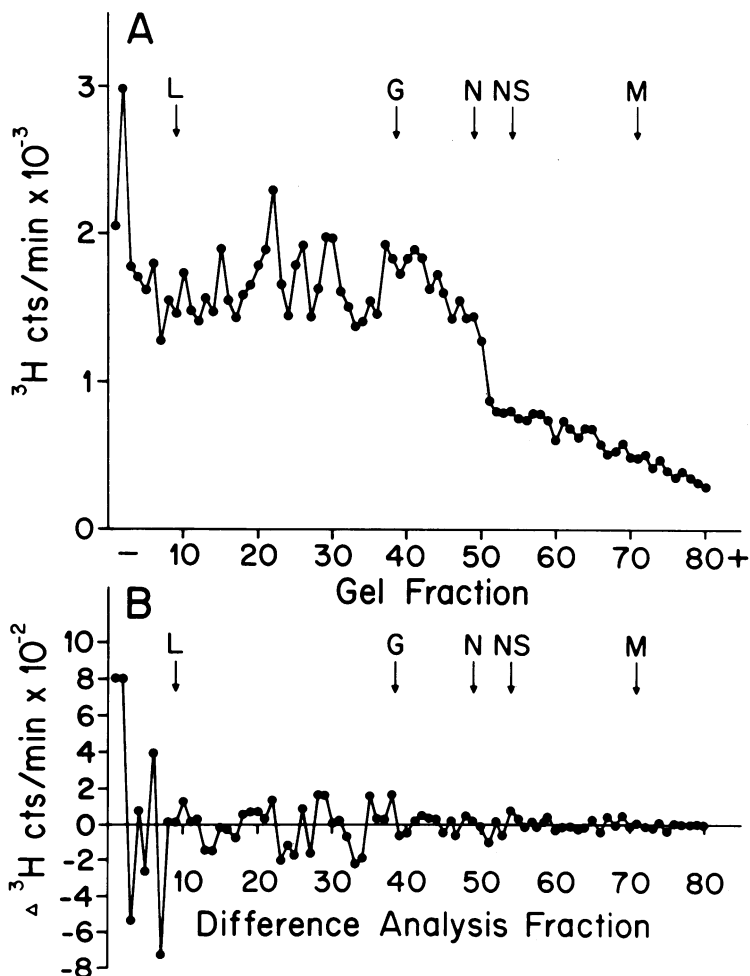 A
L G N NS M
³H cts/min x 10⁻³
3
2
1
0
– 10 20 30 40 50 60 70 80 +
Gel Fraction
B
L G N NS M
△ ³H cts/min x 10⁻²
10
8
6
4
2
0
-2
-4
-6
-8
10 20 30 40 50 60 70 80
Difference Analysis Fraction